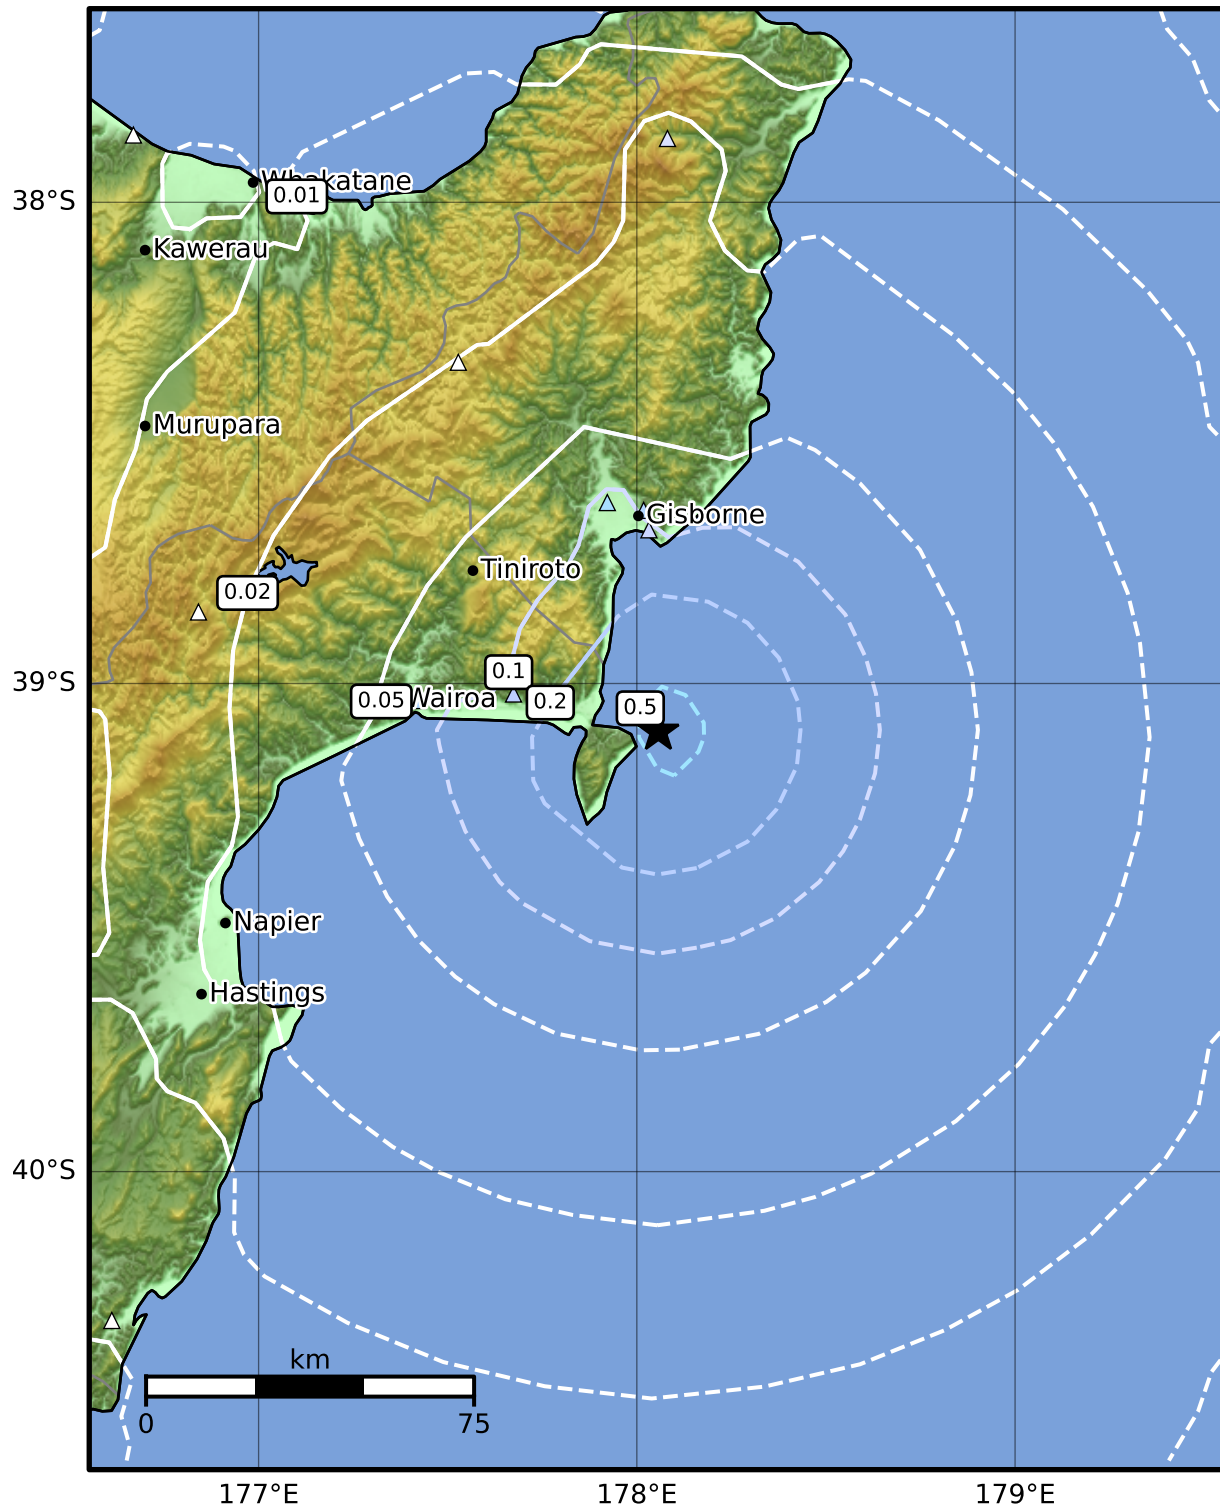 Whakatane
0.01
38°S
Kawerau
Murupara
Gisborne
Tiniroto
0.02
0.1
0.05
Wairoa
0.2
0.5
39°S
Napier
Hastings
40°S
km
0
75
177°E
178°E
179°E